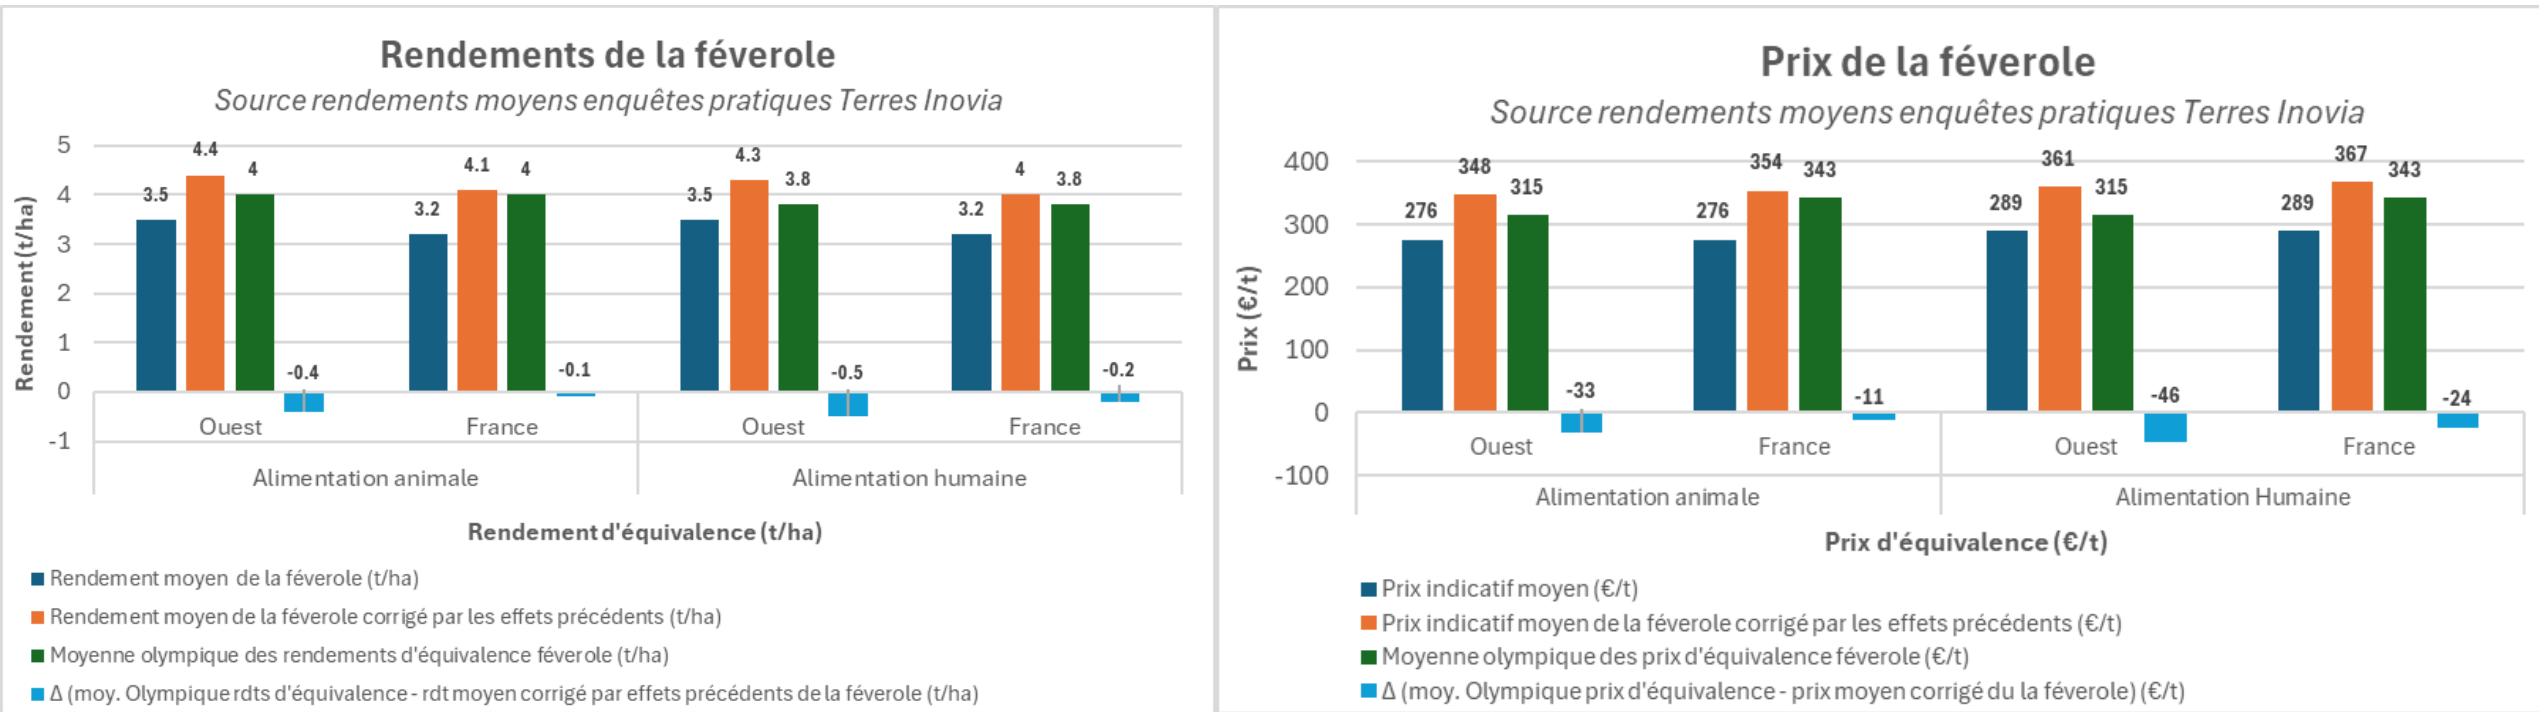 Rendements de la féverole
Source rendements moyens enquêtes pratiques Terres Inovia
Rendement (t/ha)
5
4
3
2
1
0
-1
3.5
4.4
4
-0.4
3.2
4.1
4
-0.1
3.5
4.3
3.8
-0.5
3.2
4
3.8
-0.2
Ouest
France
Ouest
France
Alimentation animale
Alimentation humaine
Rendement d'équivalence (t/ha)
Rendement moyen de la féverole (t/ha)
Rendement moyen de la féverole corrigé par les effets précédents (t/ha)
Moyenne olympique des rendements d'équivalence féverole (t/ha)
Δ (moy. Olympique rdts d'équivalence - rdt moyen corrigé par effets précédents de la féverole (t/ha)
Prix de la féverole
Source rendements moyens enquêtes pratiques Terres Inovia
Prix (€/t)
400
300
200
100
0
-100
276
348
315
-33
276
354
343
-11
289
361
315
-46
289
367
343
-24
Ouest
France
Ouest
France
Alimentation animale
Alimentation Humaine
Prix d'équivalence (€/t)
Prix indicatif moyen (€/t)
Prix indicatif moyen de la féverole corrigé par les effets précédents (€/t)
Moyenne olympique des prix d'équivalence féverole (€/t)
Δ (moy. Olympique prix d'équivalence - prix moyen corrigé du la féverole) (€/t)